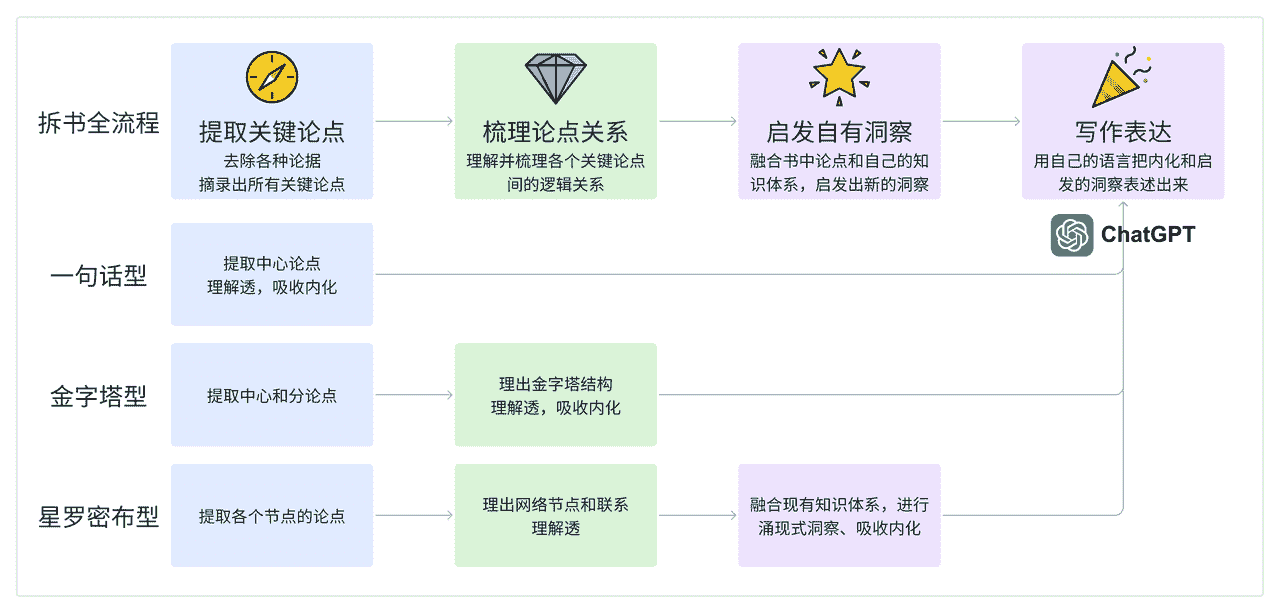 拆书全流程
提取关键论点
去除各种论据
摘录出所有关键论点
梳理论点关系
理解并梳理各个关键论点
间的逻辑关系
启发自有洞察
融合书中论点和自己的知
识体系，启发出新的洞察
写作表达
用自己的语言把内化和启
发的洞察表述出来
ChatGPT
一句话型
提取中心论点
理解透，吸收内化
金字塔型
提取中心和分论点
理出金字塔结构
理解透，吸收内化
星罗密布型
提取各个节点的论点
理出网络节点和联系
理解透
融合现有知识体系，进行
涌现式洞察、吸收内化